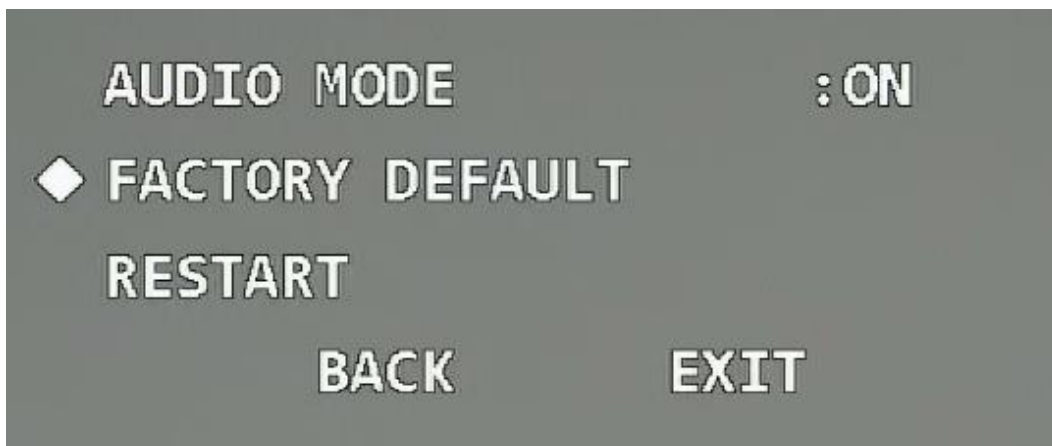 AUDIO MODE :ON
FACTORY DEFAULT
RESTART
BACK EXIT